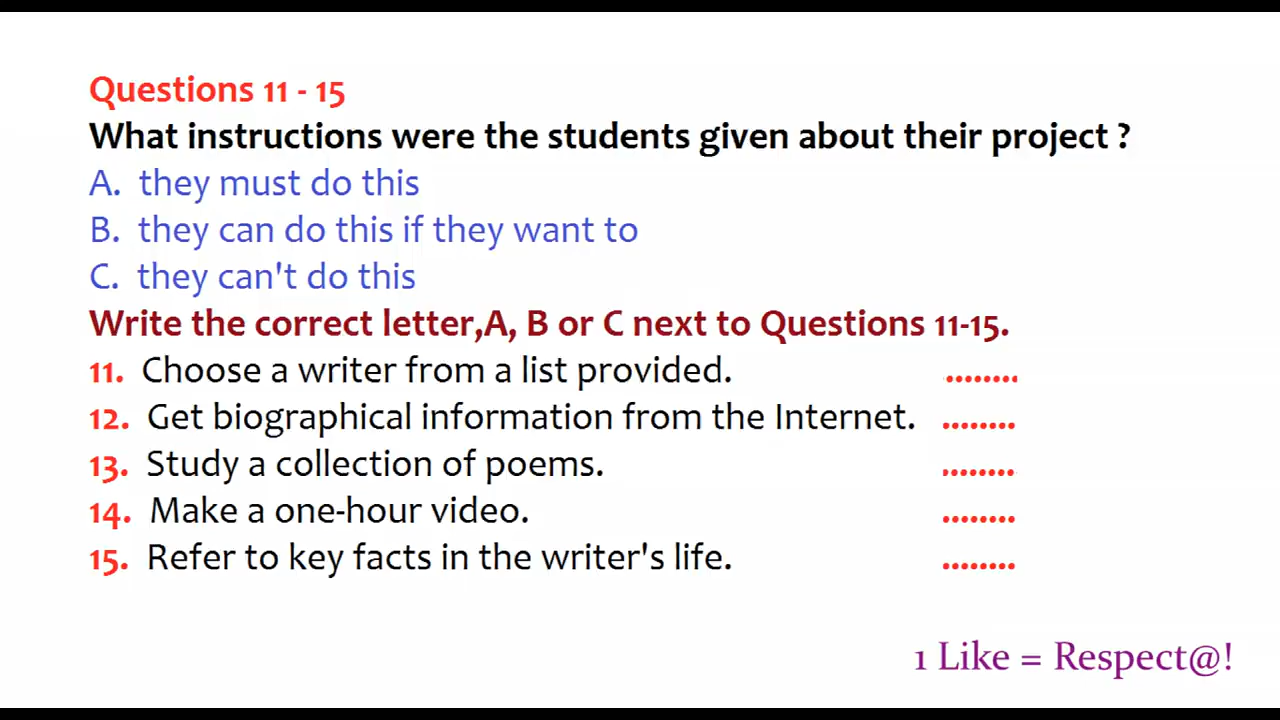 Questions 11 - 15
What instructions were the students given about their project ?
A. they must do this
B. they can do this if they want to
C. they can't do this
Write the correct letter,A, B or C next to Questions 11-15.
11. Choose a writer from a list provided. ........
12. Get biographical information from the Internet. ........
13. Study a collection of poems. ........
14. Make a one-hour video. ........
15. Refer to key facts in the writer's life. ........
1 Like = Respect@!